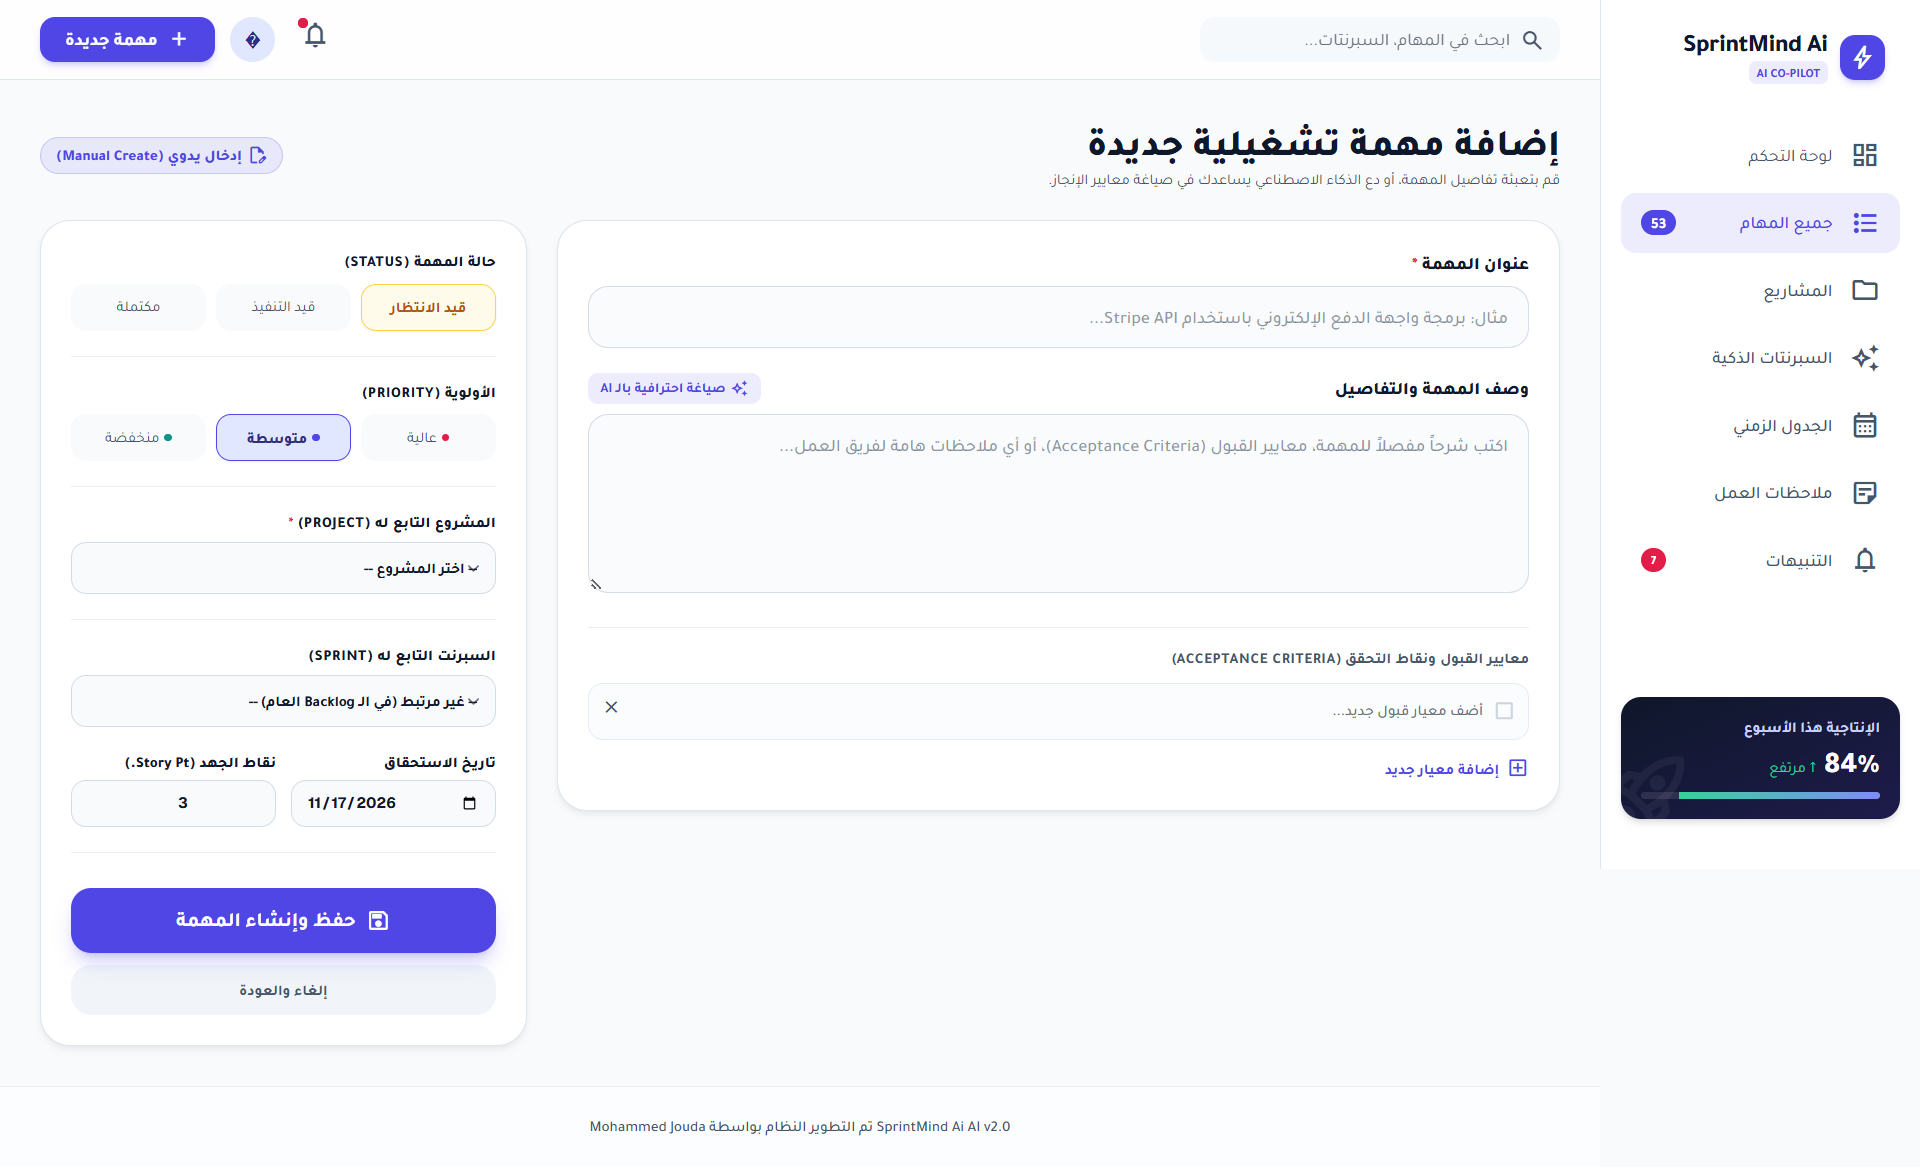 SprintMind Ai
AI CO-PILOT
لوحة التحكم
جميع المهام
53
المشاريع
السبرنتات الذكية
الجدول الزمني
ملاحظات العمل
التنبيهات
7
الإنتاجية هذا الأسبوع
84% ↑ مرتفع
ابحث في المهام، السبرنتات...
مهمة جديدة
إضافة مهمة تشغيلية جديدة
قم بتعبئة تفاصيل المهمة، أو دع الذكاء الاصطناعي يساعدك في صياغة معايير الإنجاز.
إدخال يدوي (Manual Create)
عنوان المهمة *
مثال: برمجة واجهة الدفع الإلكتروني باستخدام Stripe API...
وصف المهمة والتفاصيل
صياغة احترافية بالـ AI
اكتب شرحاً مفصلاً للمهمة، معايير القبول (Acceptance Criteria)، أو أي ملاحظات هامة لفريق العمل...
معايير القبول ونقاط التحقق (ACCEPTANCE CRITERIA)
أضف معيار قبول جديد...
إضافة معيار جديد
حالة المهمة (STATUS)
قيد الانتظار
قيد التنفيذ
مكتملة
الأولوية (PRIORITY)
عالية
متوسطة
منخفضة
المشروع التابع له (PROJECT) *
اختر المشروع --
السبرنت التابع له (SPRINT)
غير مرتبط (في الـ Backlog العام) --
تاريخ الاستحقاق
11/17/2026
نقاط الجهد (Story Pt.)
3
حفظ وإنشاء المهمة
إلغاء والعودة
SprintMind Ai AI v2.0 تم التطوير النظام بواسطة Mohammed Jouda